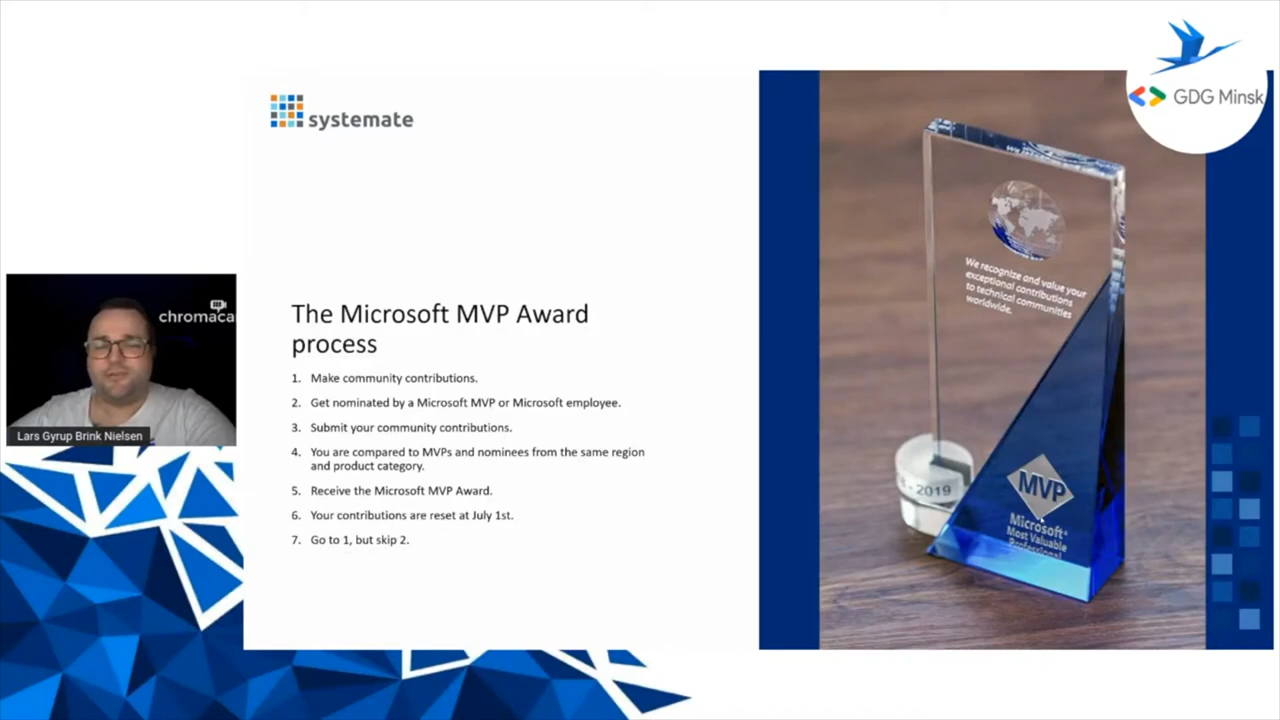 systemate
GDG Minsk
The Microsoft MVP Award
process
1. Make community contributions.
2. Get nominated by a Microsoft MVP or Microsoft employee.
3. Submit your community contributions.
4. You are compared to MVPs and nominees from the same region
and product category.
5. Receive the Microsoft MVP Award.
6. Your contributions are reset at July 1st.
7. Go to 1, but skip 2.
chromaca
Lars Gyrup Brink Nielsen
We recognize and value your
exceptional contributions
to technical communities
worldwide.
- 2019
MVP
Microsoft®
Most Valuable
Professional